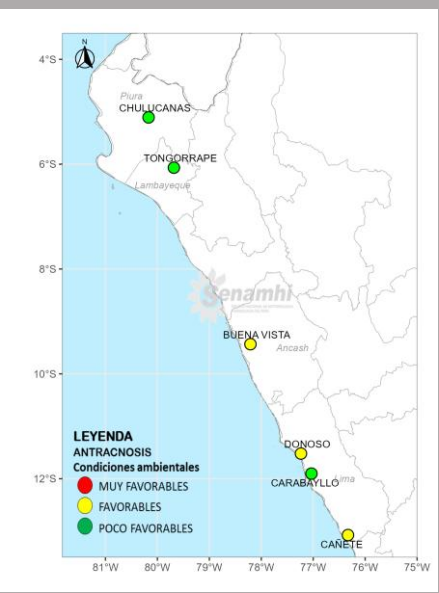 N
4°S
Piura
CHULUCANAS
TONGORRAPE
6°S
Lambayeque
8°S
Senamhi
BUENA VISTA
Ancash
10°S
LEYENDA
ANTRACNOSIS
Condiciones ambientales
MUY FAVORABLES
FAVORABLES
POCO FAVORABLES
DONOSO
12°S
Lima
CARABAYLLO
CAÑETE
81°W 80°W 79°W 78°W 77°W 76°W 75°W